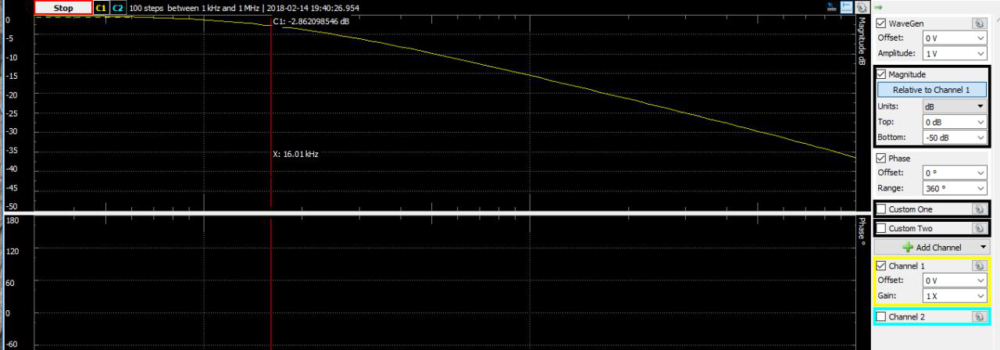 Stop C1 C2 100 steps between 1 kHz and 1 MHz | 2018-02-14 19:40:26.954
C1: -2.862098546 dB
0
-5
-10
-15
-20
-25
-30
-35
-40
-45
-50
X: 16.01 kHz
Magnitude dB
180
120
60
0
-60
Phase °
WaveGen
Offset: 0 V
Amplitude: 1 V
Magnitude
Relative to Channel 1
Units: dB
Top: 0 dB
Bottom: -50 dB
Phase
Offset: 0 °
Range: 360 °
Custom One
Custom Two
Add Channel
Channel 1
Offset: 0 V
Gain: 1 X
Channel 2